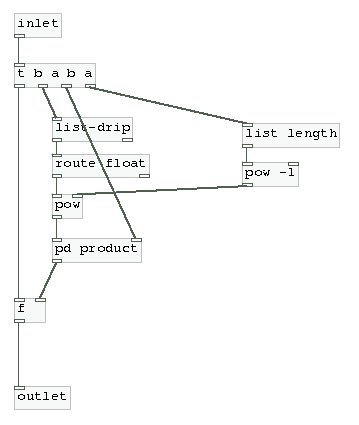 inlet
t b a b a
list-drip
list length
route float
pow -1
pow
pd product
f
outlet